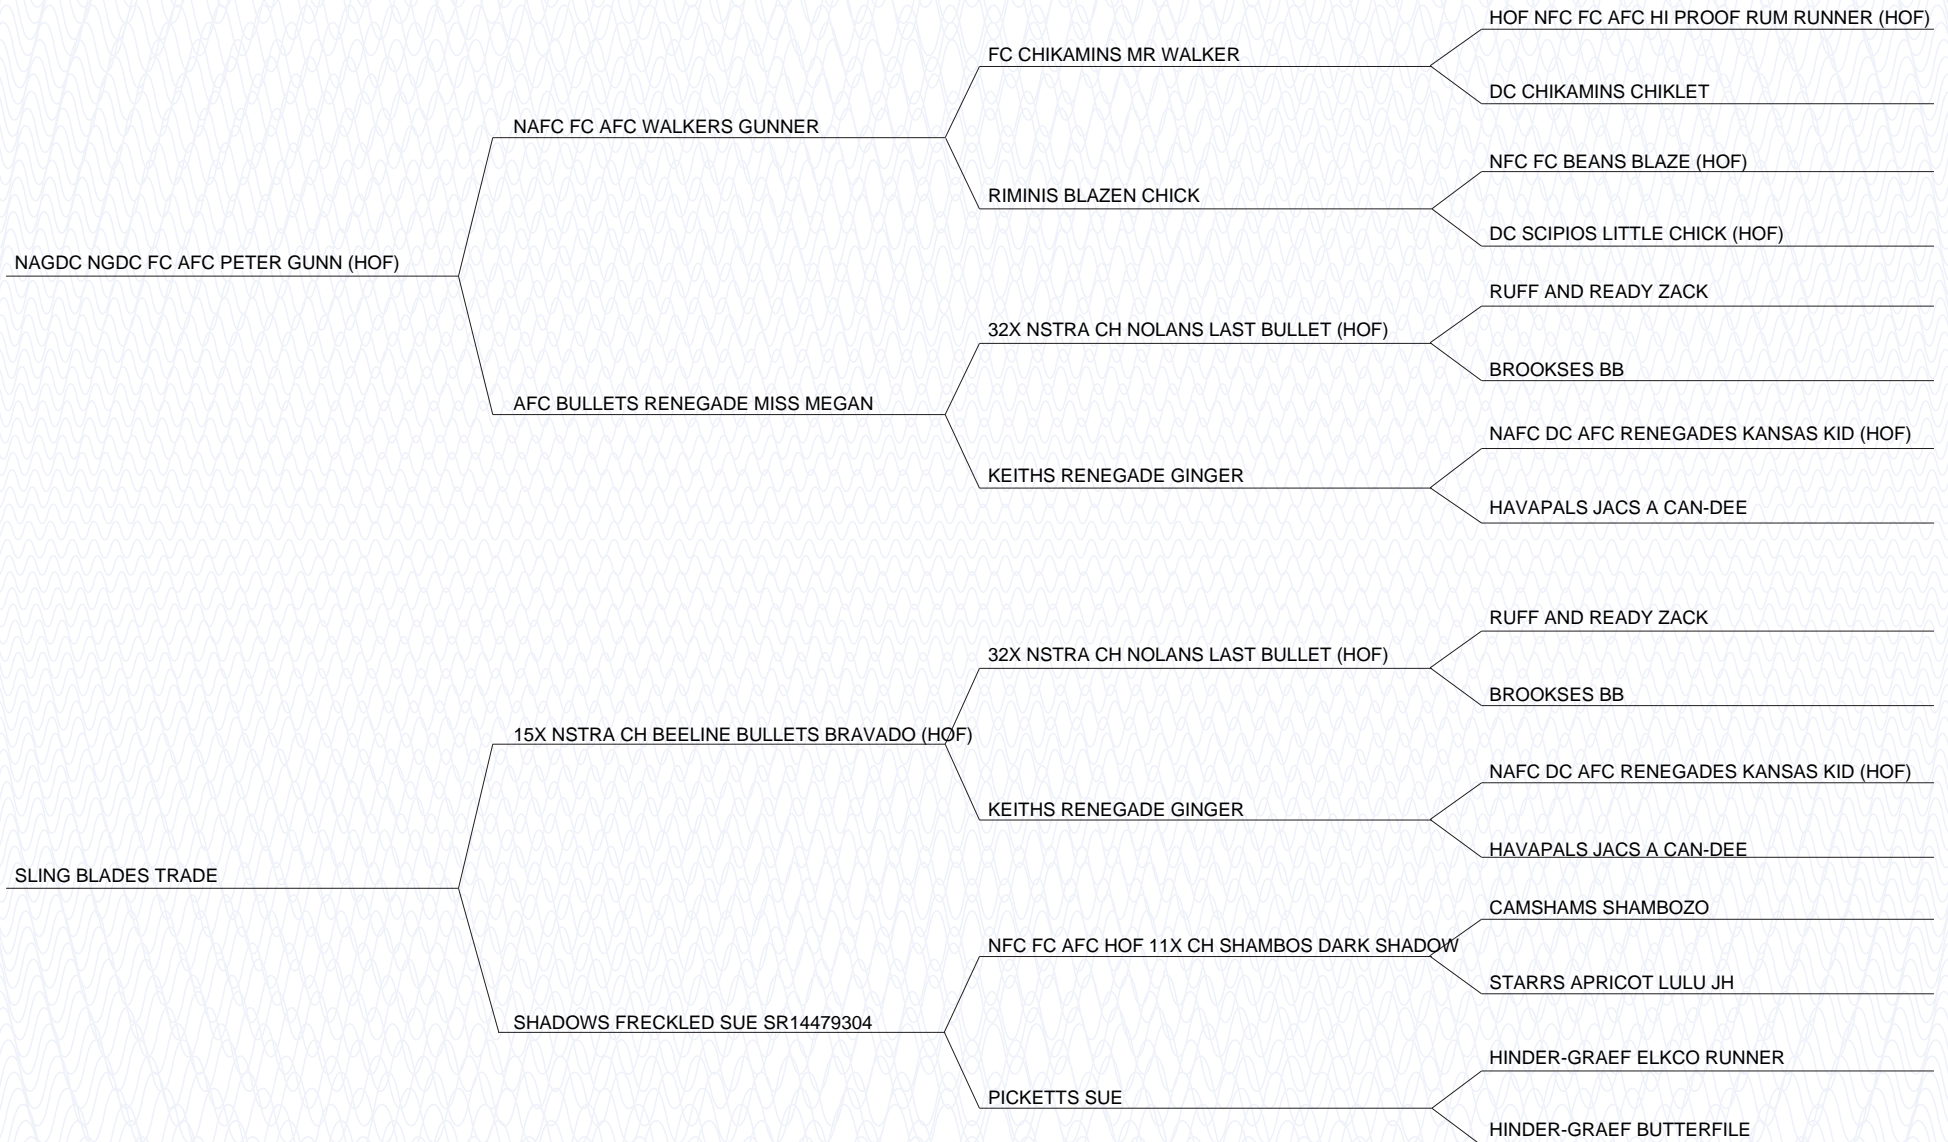 HOF NFC FC AFC HI PROOF RUM RUNNER (HOF)
FC CHIKAMINS MR WALKER
DC CHIKAMINS CHIKLET
NAFC FC AFC WALKERS GUNNER
NFC FC BEANS BLAZE (HOF)
RIMINIS BLAZEN CHICK
DC SCIPIOS LITTLE CHICK (HOF)
NAGDC NGDC FC AFC PETER GUNN (HOF)
RUFF AND READY ZACK
32X NSTRA CH NOLANS LAST BULLET (HOF)
BROOKSES BB
AFC BULLETS RENEGADE MISS MEGAN
NAFC DC AFC RENEGADES KANSAS KID (HOF)
KEITHS RENEGADE GINGER
HAVAPALS JACS A CAN-DEE
RUFF AND READY ZACK
32X NSTRA CH NOLANS LAST BULLET (HOF)
BROOKSES BB
15X NSTRA CH BEELINE BULLETS BRAVADO (HOF)
NAFC DC AFC RENEGADES KANSAS KID (HOF)
KEITHS RENEGADE GINGER
HAVAPALS JACS A CAN-DEE
SLING BLADES TRADE
CAMSHAMS SHAMBOZO
NFC FC AFC HOF 11X CH SHAMBOS DARK SHADOW
STARRS APRICOT LULU JH
SHADOWS FRECKLED SUE SR14479304
HINDER-GRAEF ELKCO RUNNER
PICKETTS SUE
HINDER-GRAEF BUTTERFILE